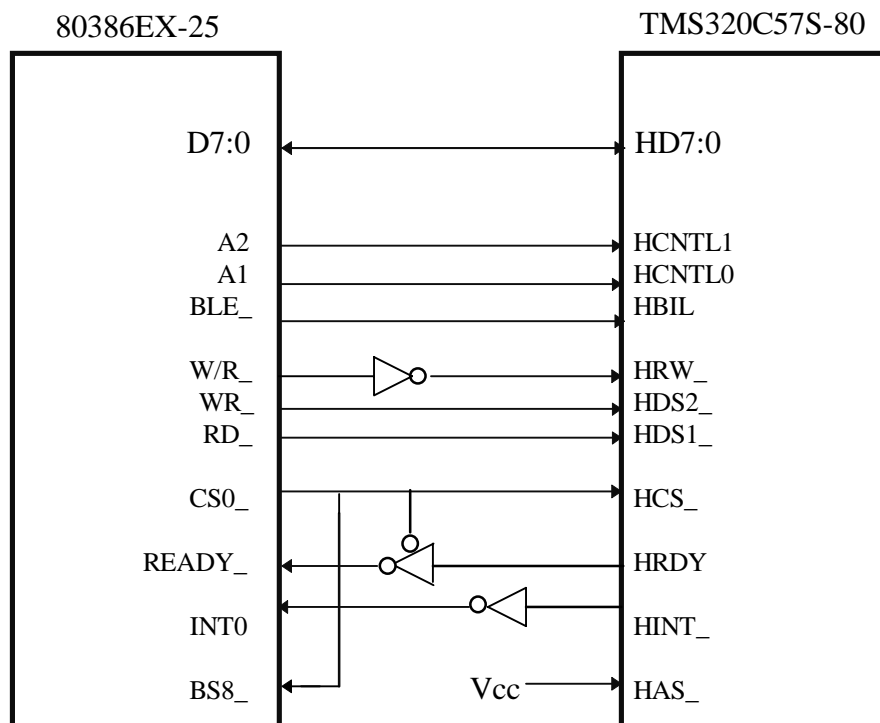 80386EX-25 TMS320C57S-80
D7:0 HD7:0
A2 HCNTL1
A1 HCNTL0
BLE_ HBIL
W/R_ HRW_
WR_ HDS2_
RD_ HDS1_
CS0_ HCS_
READY_ HRDY
INT0 HINT_
BS8_ Vcc HAS_